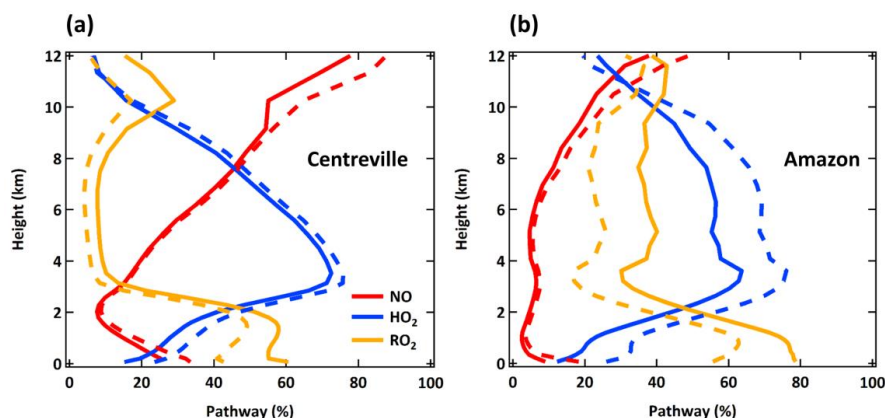 (a)
(b)
12
10
8
6
4
2
0
Height (km)
Centreville
NO
HO₂
RO₂
0 20 40 60 80 100
Pathway (%)
12
10
8
6
4
2
0
Height (km)
Amazon
0 20 40 60 80 100
Pathway (%)